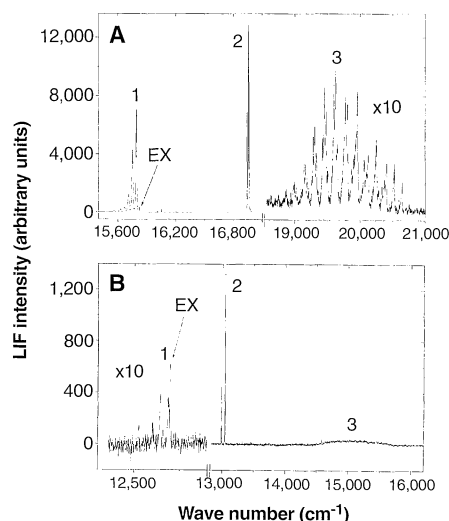 A
12,000
2
3
8,000
1
x10
EX
4,000
0
15,600 16,200 16,800 19,000 20,000 21,000
LIF intensity (arbitrary units)
B
1,200
2
EX
800
1
x10
400
3
0
12,500 13,000 14,000 15,000 16,000
Wave number (cm⁻¹)